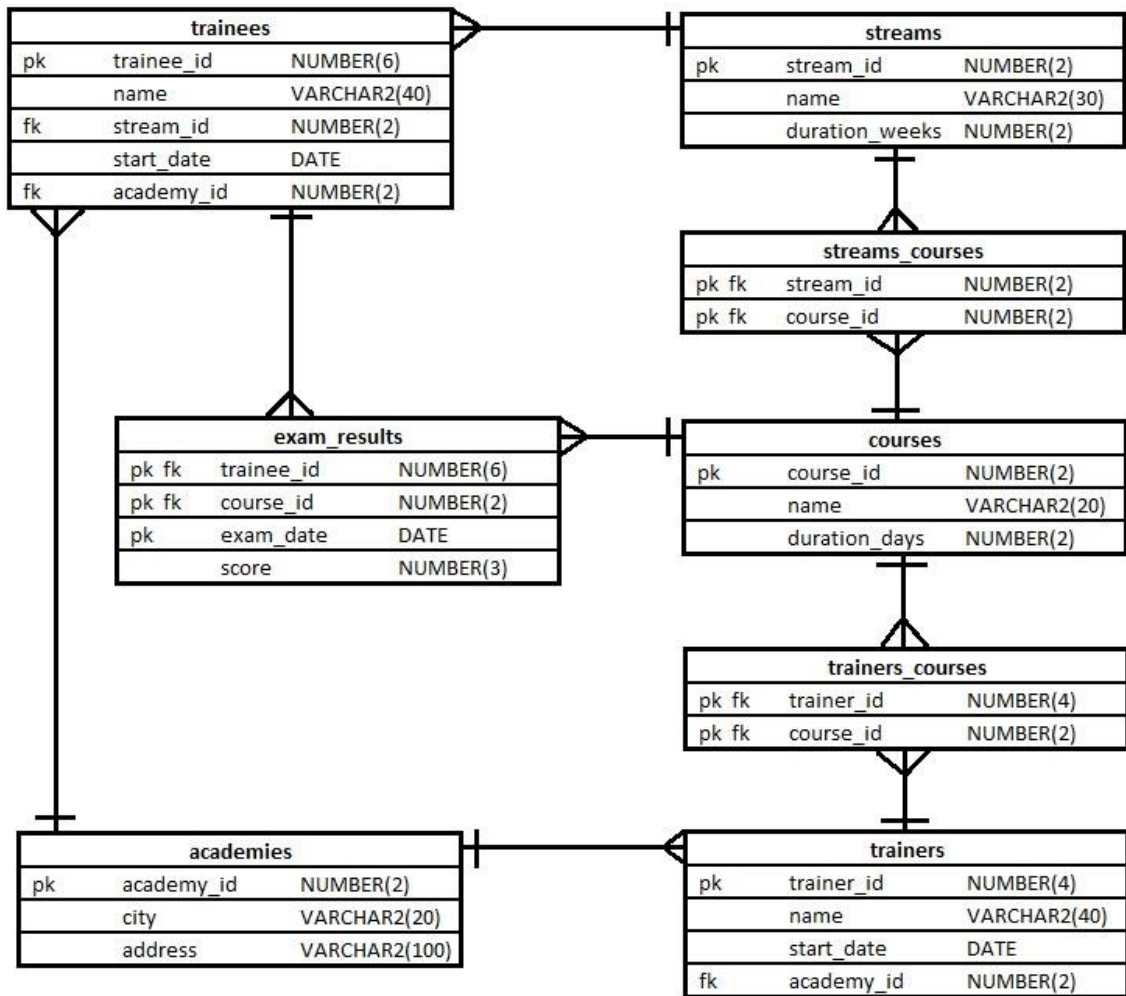 trainees
pk trainee_id NUMBER(6)
name VARCHAR2(40)
fk stream_id NUMBER(2)
start_date DATE
fk academy_id NUMBER(2)
streams
pk stream_id NUMBER(2)
name VARCHAR2(30)
duration_weeks NUMBER(2)
streams_courses
pk fk stream_id NUMBER(2)
pk fk course_id NUMBER(2)
exam_results
pk fk trainee_id NUMBER(6)
pk fk course_id NUMBER(2)
pk exam_date DATE
score NUMBER(3)
courses
pk course_id NUMBER(2)
name VARCHAR2(20)
duration_days NUMBER(2)
trainers_courses
pk fk trainer_id NUMBER(4)
pk fk course_id NUMBER(2)
academies
pk academy_id NUMBER(2)
city VARCHAR2(20)
address VARCHAR2(100)
trainers
pk trainer_id NUMBER(4)
name VARCHAR2(40)
start_date DATE
fk academy_id NUMBER(2)